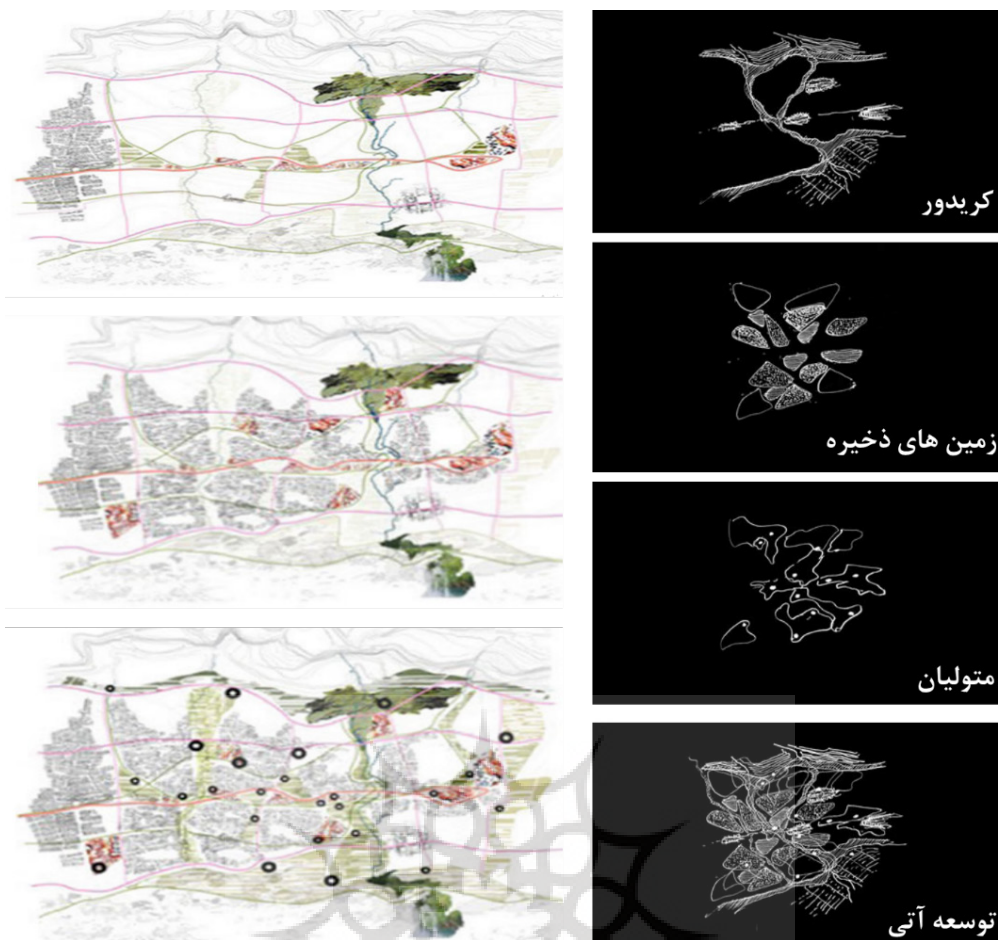 کریدور
زمین های ذخیره
متولیان
توسعه آتی